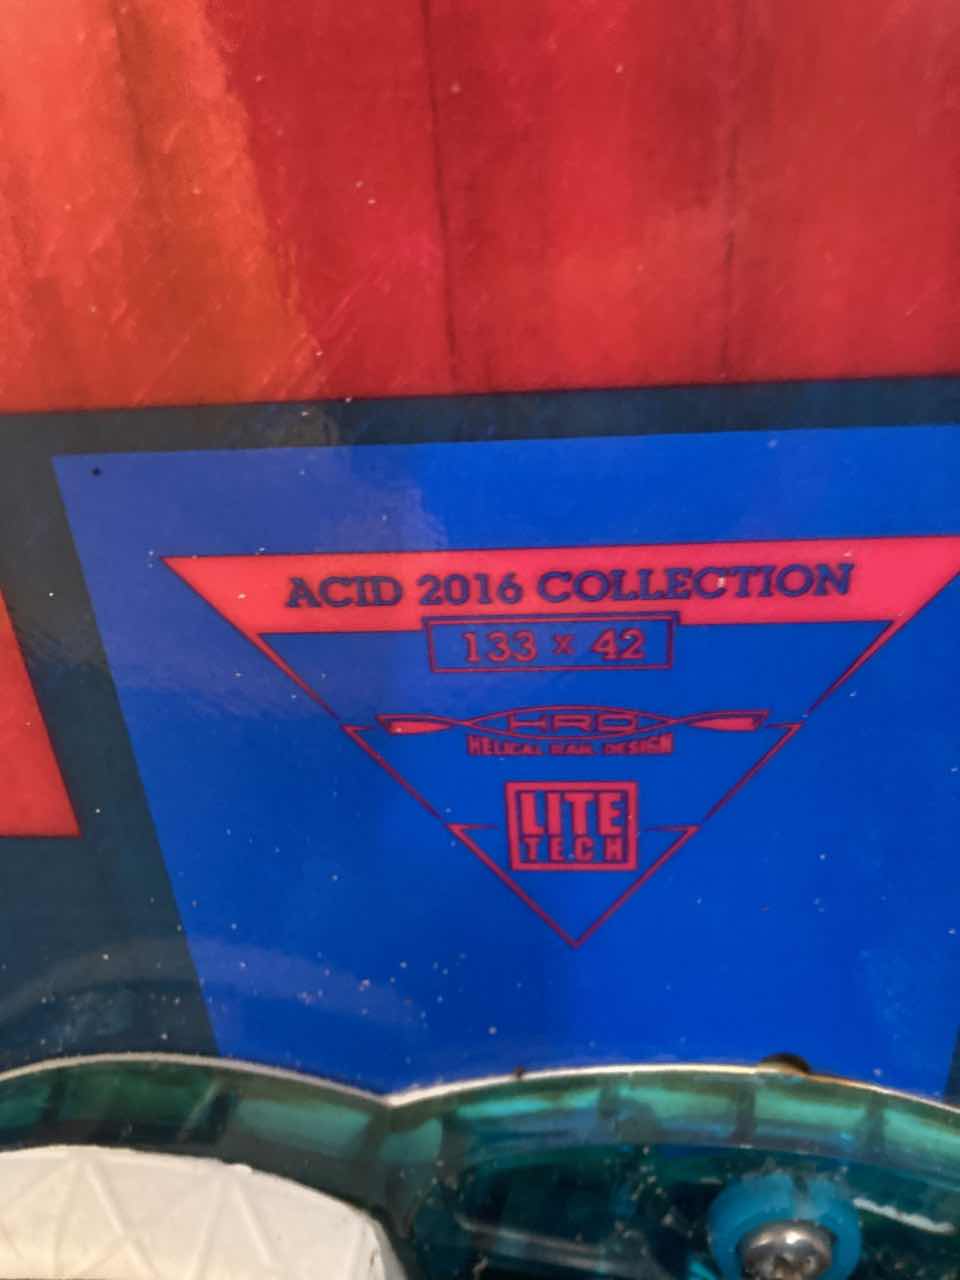 ACID 2016 COLLECTION
133 x 42
HRD
HELICAL RAIL DESIGN
LITE
TECH